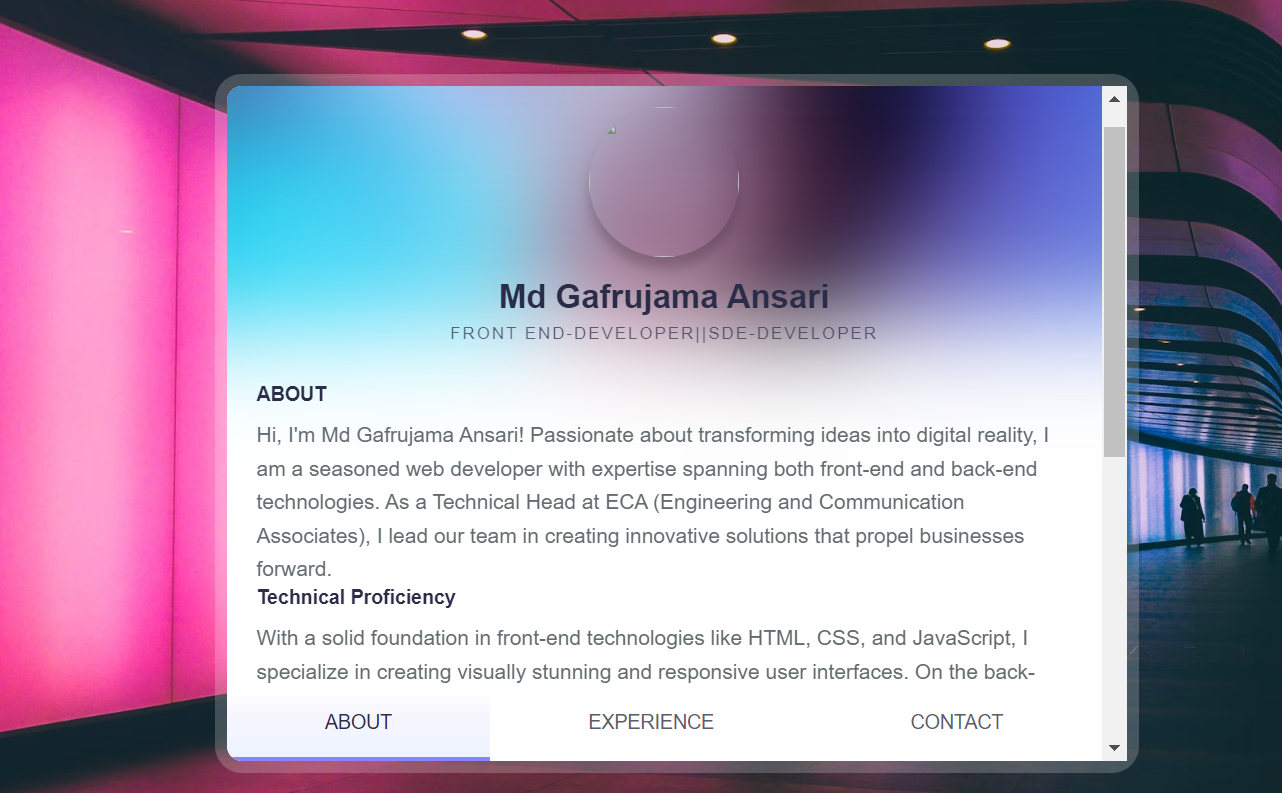 Md Gafrujama Ansari
FRONT END-DEVELOPER||SDE-DEVELOPER
ABOUT
Hi, I'm Md Gafrujama Ansari! Passionate about transforming ideas into digital reality, I
am a seasoned web developer with expertise spanning both front-end and back-end
technologies. As a Technical Head at ECA (Engineering and Communication
Associates), I lead our team in creating innovative solutions that propel businesses
forward.
Technical Proficiency
With a solid foundation in front-end technologies like HTML, CSS, and JavaScript, I
specialize in creating visually stunning and responsive user interfaces. On the back-
ABOUT
EXPERIENCE
CONTACT